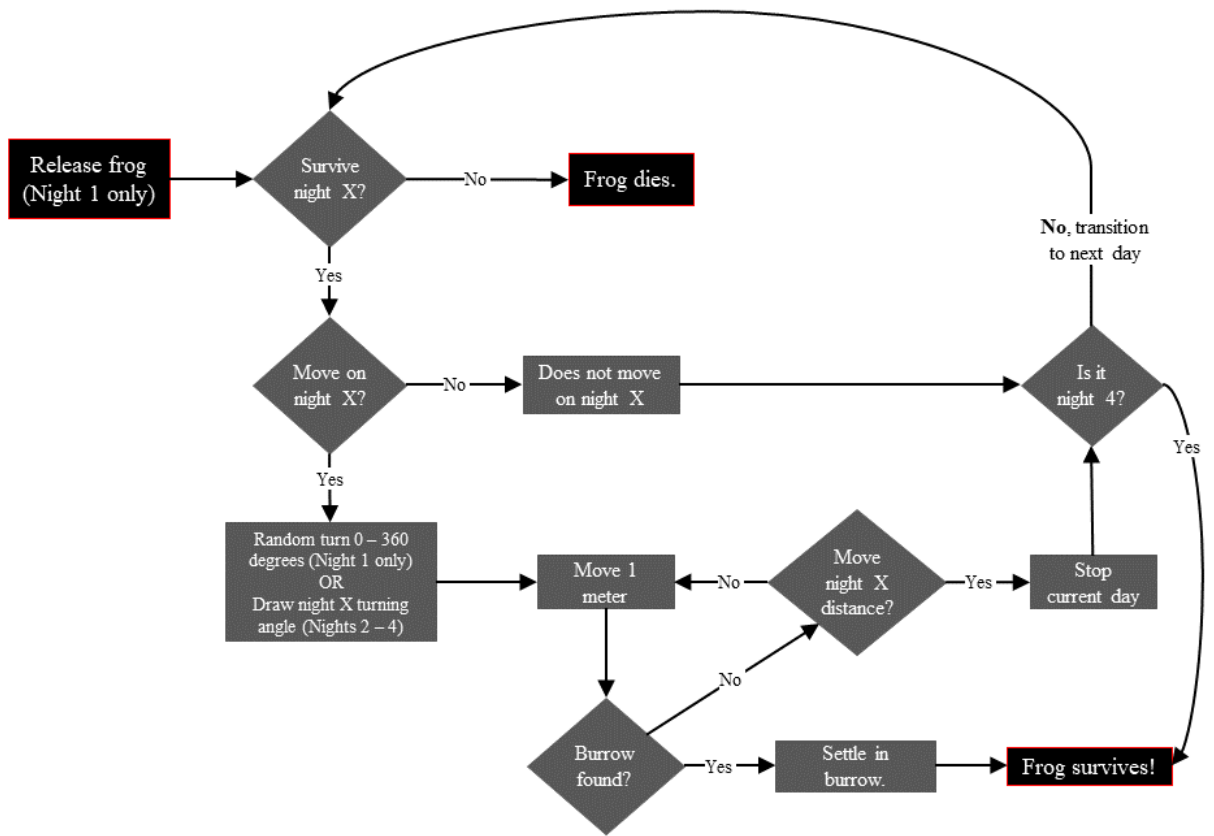 Release frog
(Night 1 only)
Survive
night X?
No
Frog dies.
Yes
No, transition
to next day
Move on
night X?
No
Does not move
on night X
Is it
night 4?
Yes
Yes
Random turn 0 – 360
degrees (Night 1 only)
OR
Draw night X turning
angle (Nights 2 – 4)
Move 1
meter
No
Move
night X
distance?
Yes
Stop
current day
No
Burrow
found?
Yes
Settle in
burrow.
Frog survives!